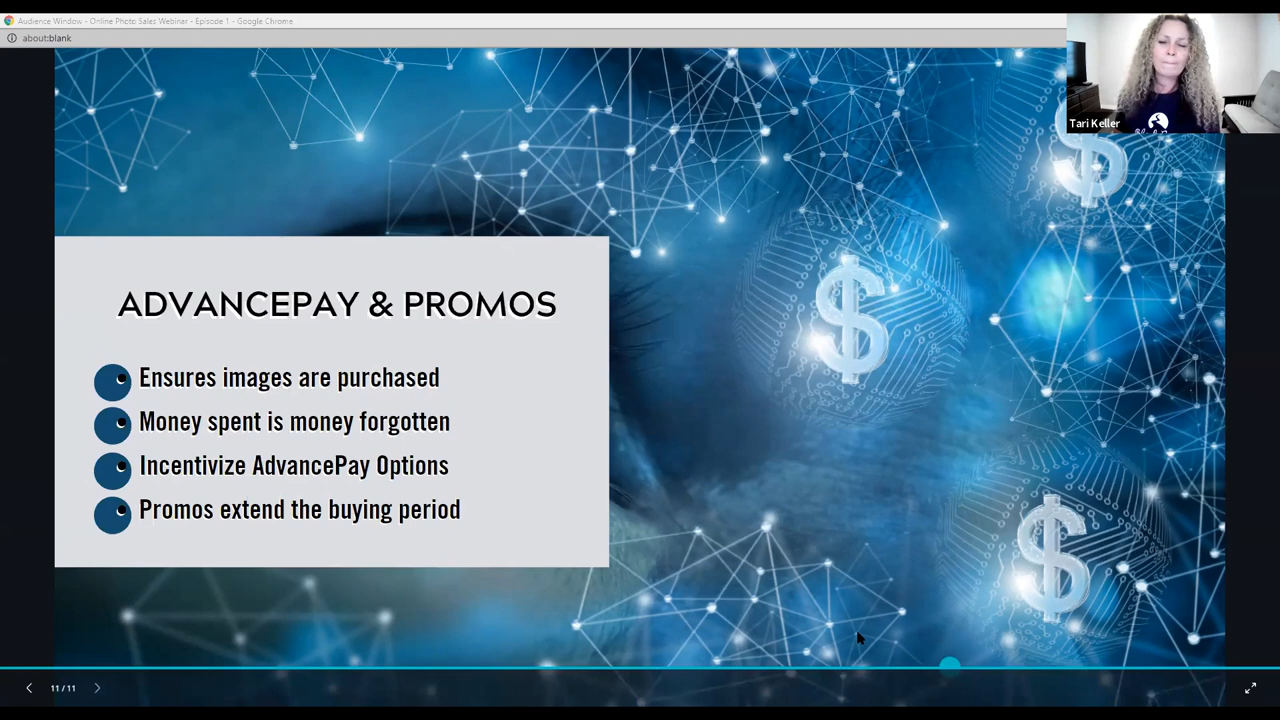 Audience Window - Online Photo Sales Webinar - Episode 1 - Google Chrome
about:blank
Tari Keller
ADVANCEPAY & PROMOS
Ensures images are purchased
Money spent is money forgotten
Incentivize AdvancePay Options
Promos extend the buying period
$
$
$
11 / 11